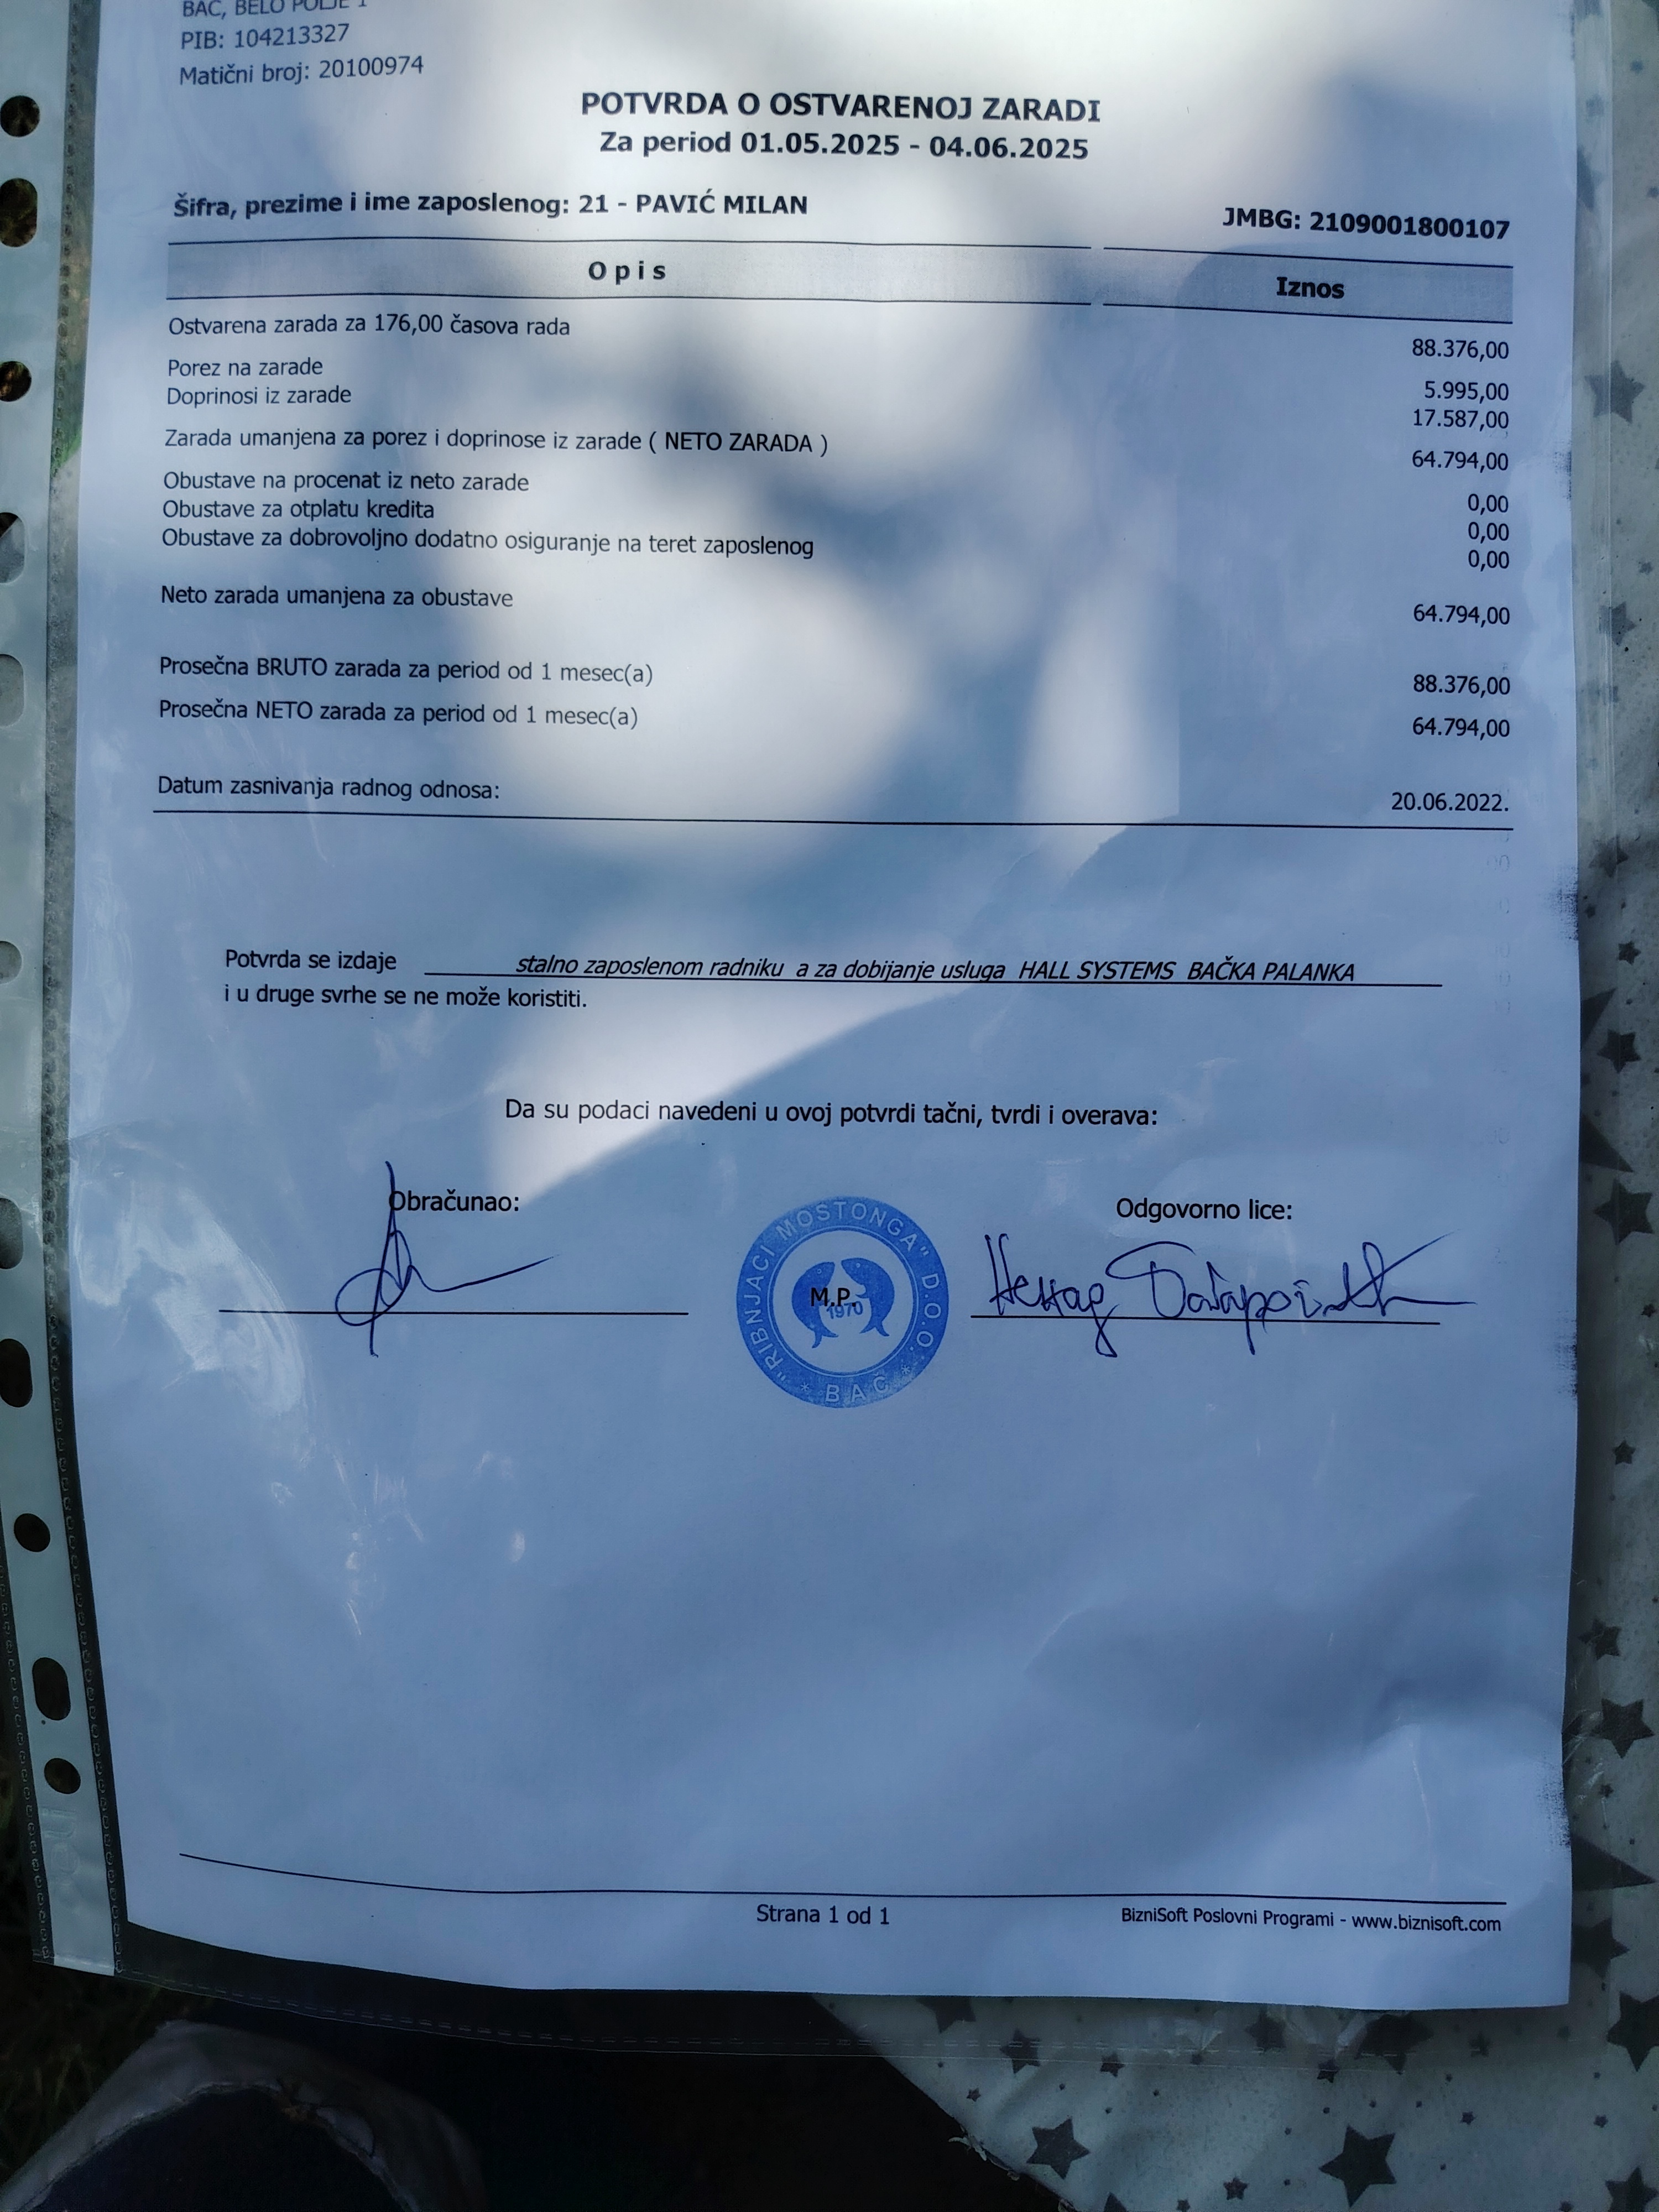 BAČ, BELO POLJE 1
PIB: 104213327
Matični broj: 20100974
POTVRDA O OSTVARENOJ ZARADI
Za period 01.05.2025 - 04.06.2025
Šifra, prezime i ime zaposlenog: 21 - PAVIĆ MILAN JMBG: 2109001800107
Opis Iznos
Ostvarena zarada za 176,00 časova rada 88.376,00
Porez na zarade 5.995,00
Doprinosi iz zarade 17.587,00
Zarada umanjena za porez i doprinose iz zarade ( NETO ZARADA ) 64.794,00
Obustave na procenat iz neto zarade 0,00
Obustave za otplatu kredita 0,00
Obustave za dobrovoljno dodatno osiguranje na teret zaposlenog 0,00
Neto zarada umanjena za obustave 64.794,00
Prosečna BRUTO zarada za period od 1 mesec(a) 88.376,00
Prosečna NETO zarada za period od 1 mesec(a) 64.794,00
Datum zasnivanja radnog odnosa: 20.06.2022.
Potvrda se izdaje stalno zaposlenom radniku a za dobijanje usluga HALL SYSTEMS BAČKA PALANKA
i u druge svrhe se ne može koristiti.
Da su podaci navedeni u ovoj potvrdi tačni, tvrdi i overava:
Obračunao: Odgovorno lice:
"RIBNJACI MOSTONGA" D.O.O. * BAČ *
M.P.
1970
Ненад
Strana 1 od 1 BizniSoft Poslovni Programi - www.biznisoft.com